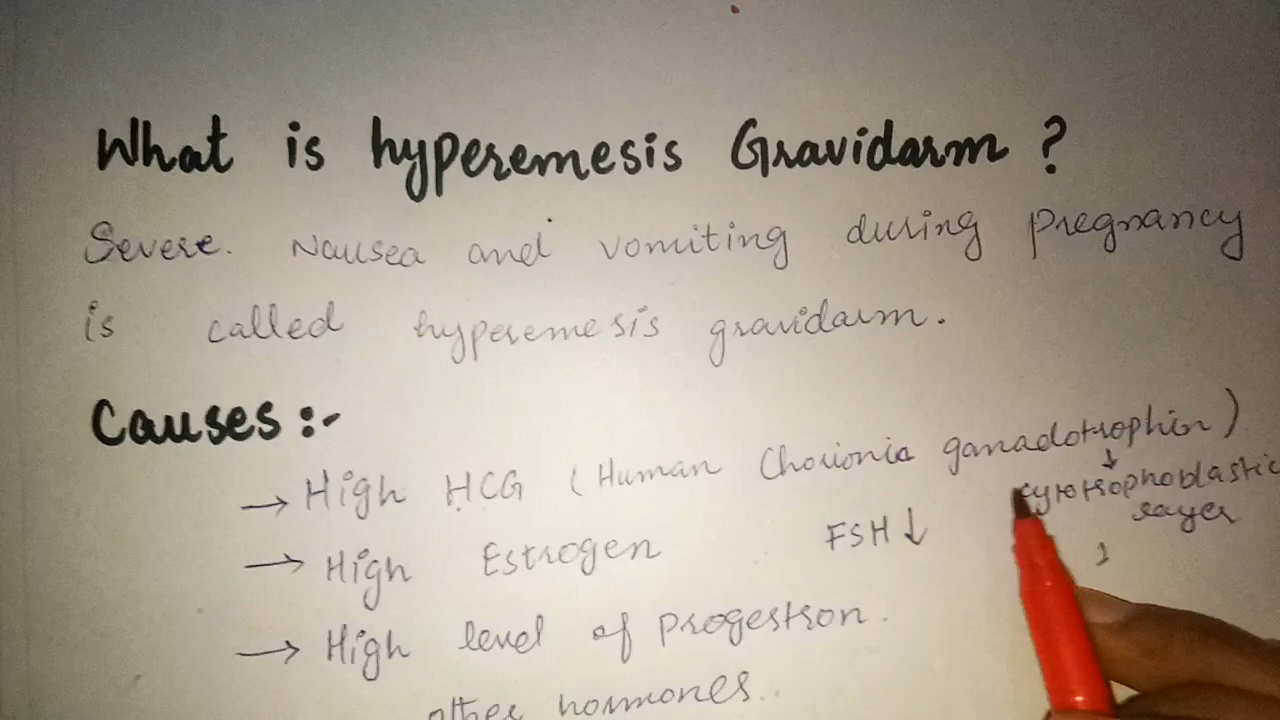 What is hyperemesis Gravidarm ?
Severe. Nausea and vomiting during pregnancy
is called hyperemesis gravidarm.
Causes :-
→ High HCG (Human Chorionic ganadotrophin)
↓
cytotrophoblastic
layer
→ High Estrogen FSH ↓
→ High level of progestron.
other hormones..